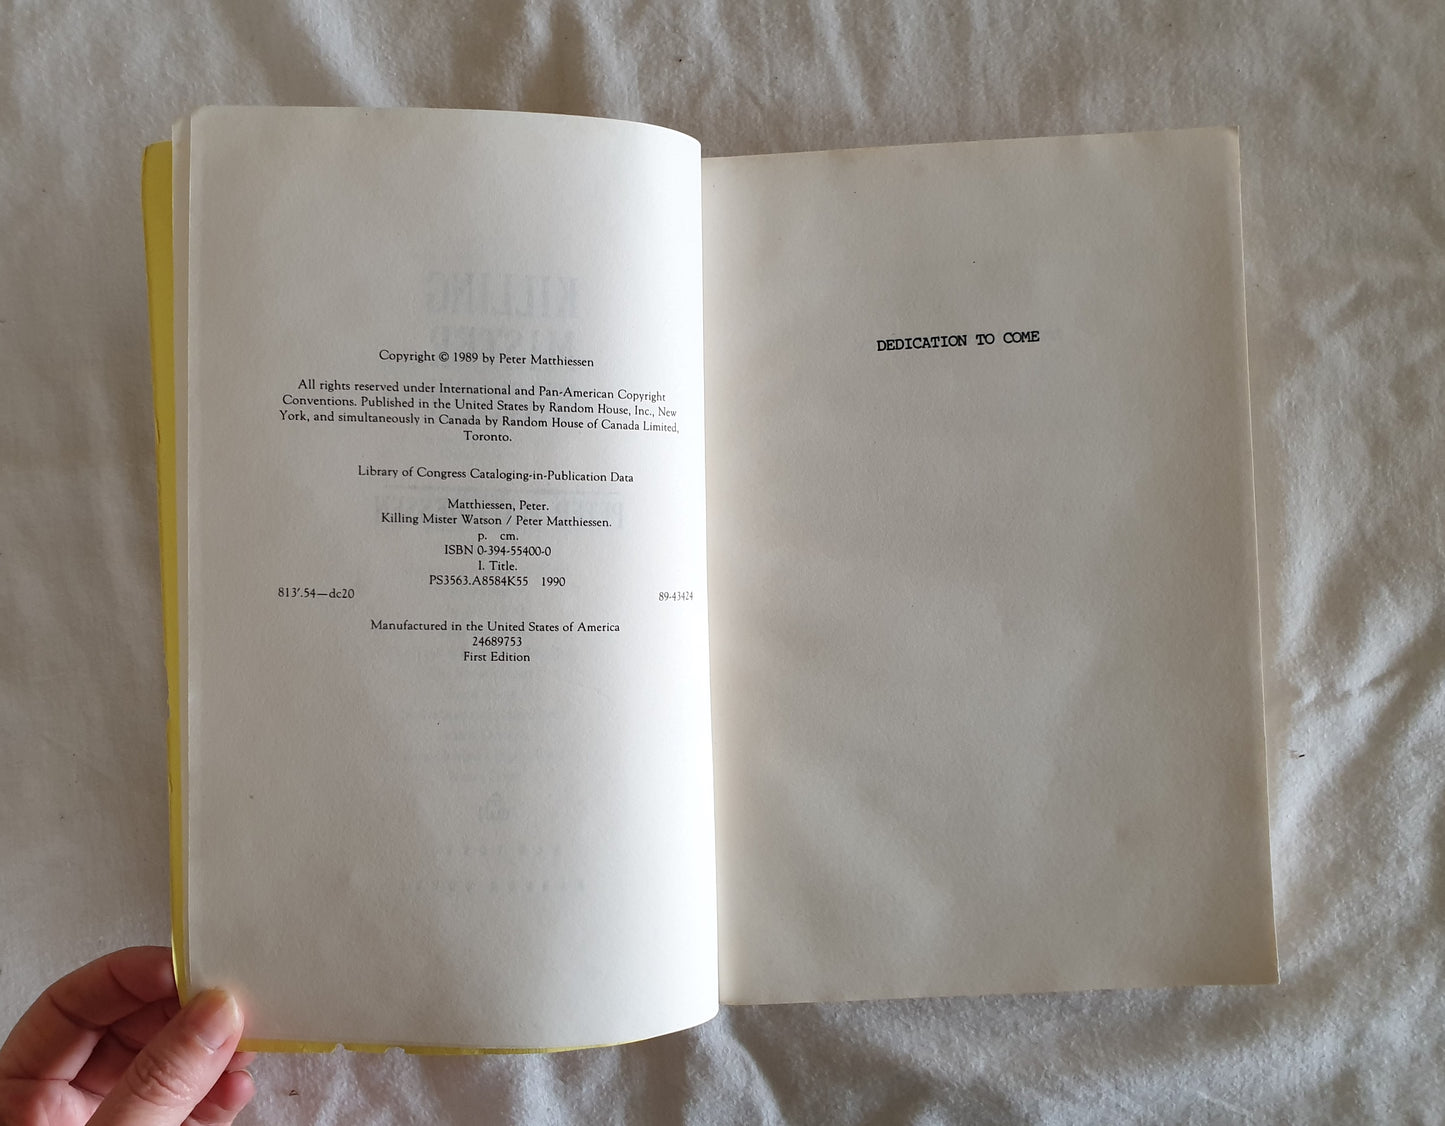 Copyright © 1989 by Peter Matthiessen
All rights reserved under International and Pan-American Copyright
Conventions. Published in the United States by Random House, Inc., New
York, and simultaneously in Canada by Random House of Canada Limited,
Toronto.
Library of Congress Cataloging-in-Publication Data
Matthiessen, Peter.
Killing Mister Watson / Peter Matthiessen.
p. cm.
ISBN 0-394-55400-0
I. Title.
PS3563.A8584K55 1990
813′.54—dc20 89-43424
Manufactured in the United States of America
24689753
First Edition
DEDICATION TO COME